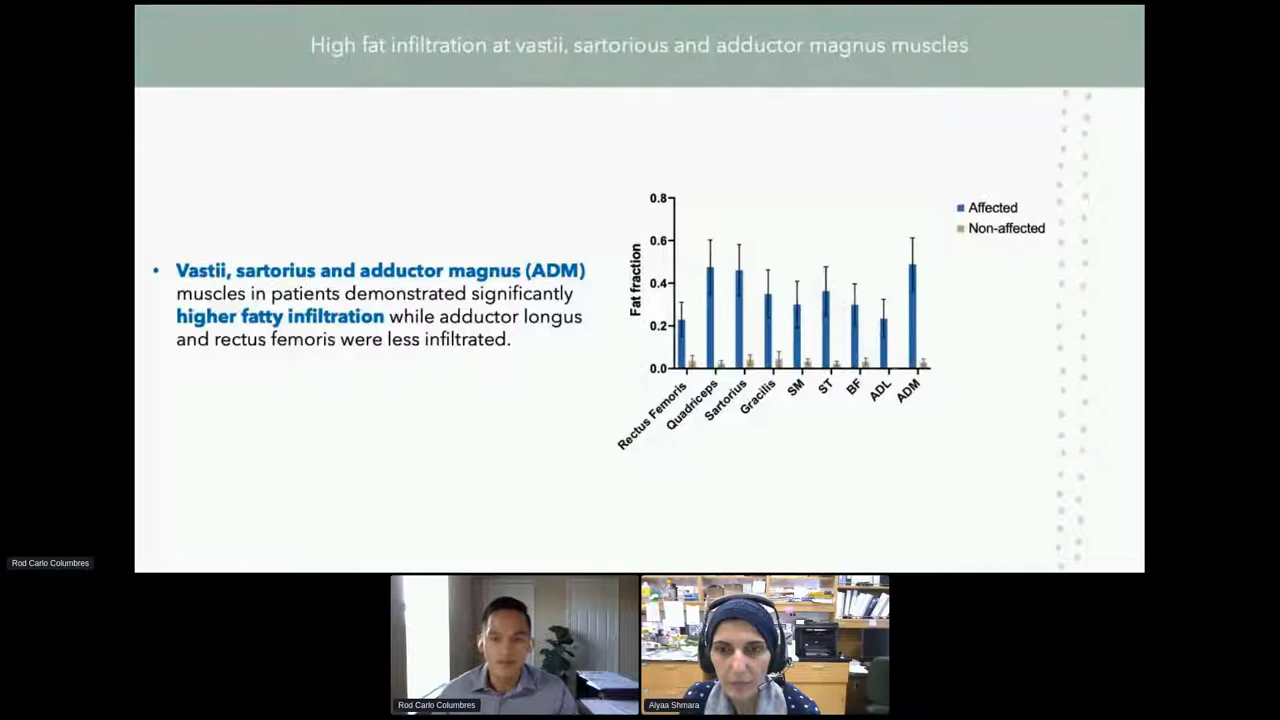 High fat infiltration at vastii, sartorious and adductor magnus muscles
• Vastii, sartorius and adductor magnus (ADM)
muscles in patients demonstrated significantly
higher fatty infiltration while adductor longus
and rectus femoris were less infiltrated.
0.8
0.6
0.4
0.2
0.0
Fat fraction
Rectus Femoris
Quadriceps
Sartorius
Gracilis
SM
ST
BF
ADL
ADM
Affected
Non-affected
Rod Carlo Columbres
Rod Carlo Columbres
Alyaa Shmara